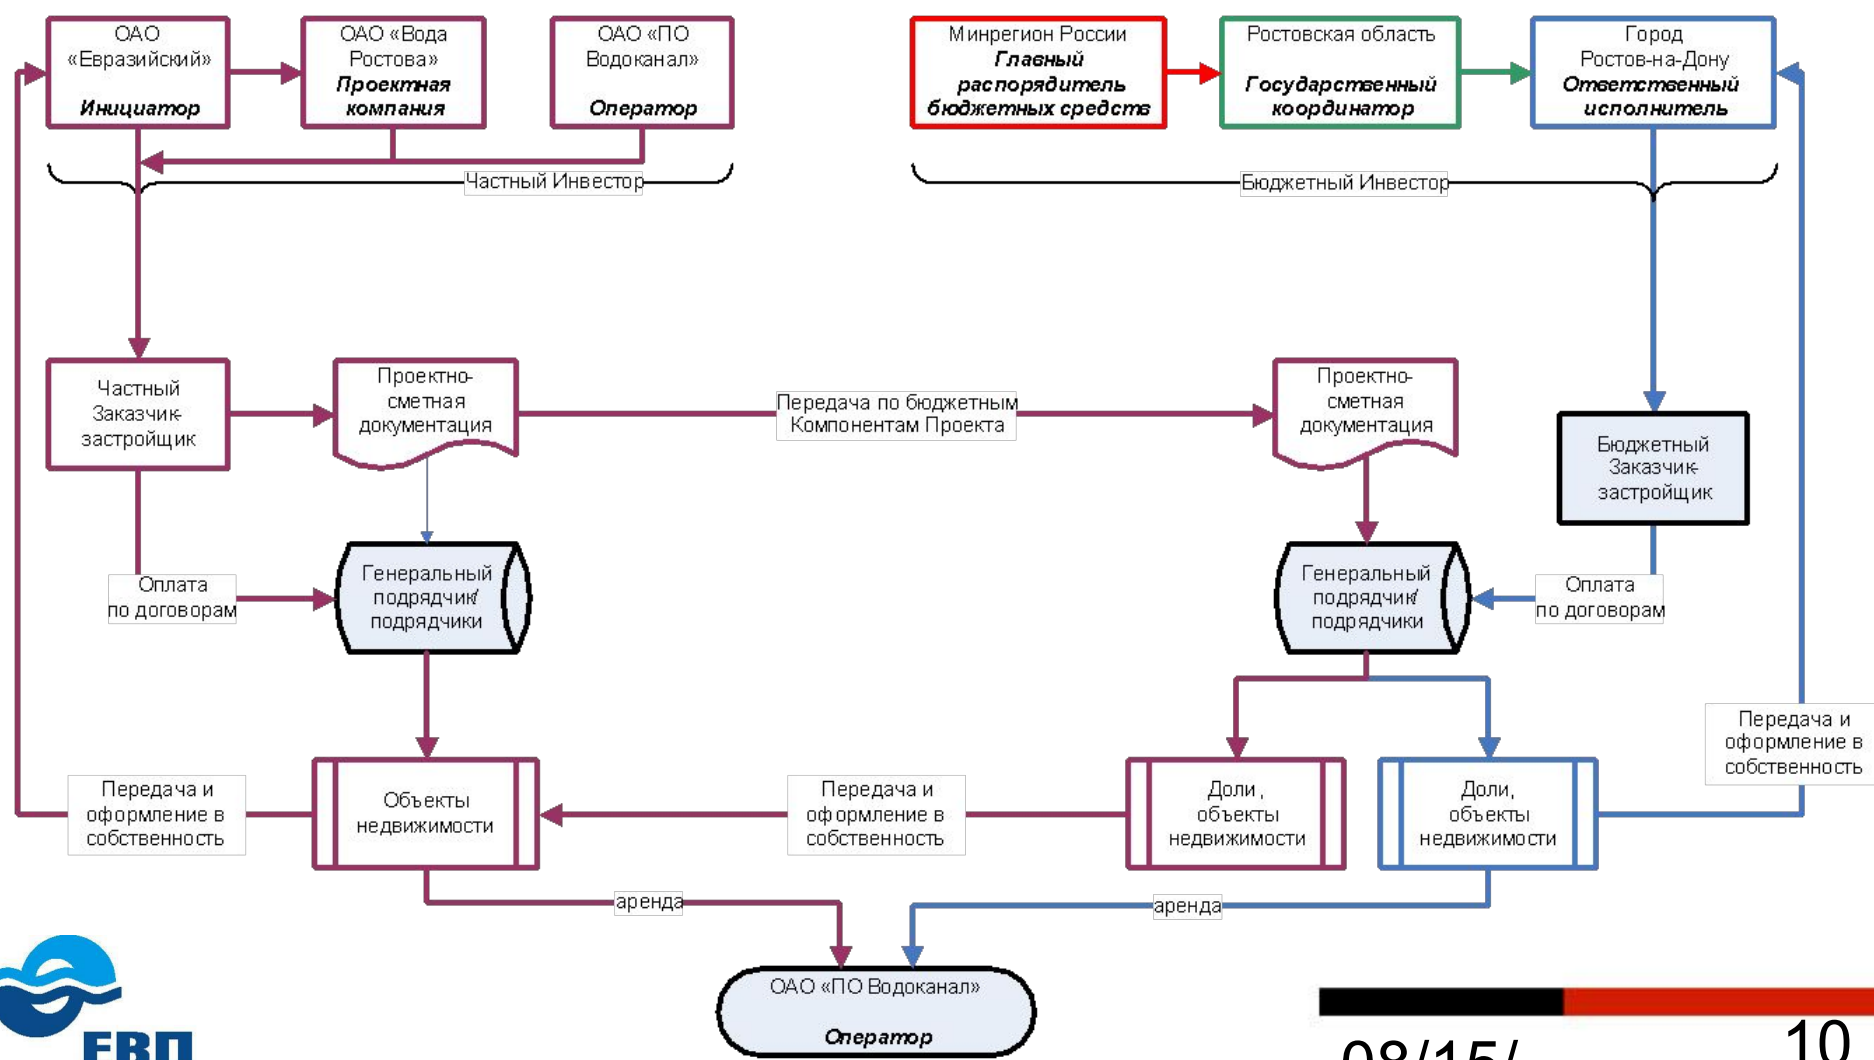 ОАО
«Евразийский»
Инициатор
ОАО «Вода
Ростова»
Проектная
компания
ОАО «ПО
Водоканал»
Оператор
Минрегион России
Главный
распорядитель
бюджетных средств
Ростовская область
Государственный
координатор
Город
Ростов-на-Дону
Ответственный
исполнитель
Частный Инвестор
Бюджетный Инвестор
Частный
Заказчик-
застройщик
Проектно-
сметная
документация
Передача по бюджетным
Компонентам Проекта
Проектно-
сметная
документация
Бюджетный
Заказчик-
застройщик
Оплата
по договорам
Генеральный
подрядчик/
подрядчики
Генеральный
подрядчик/
подрядчики
Оплата
по договорам
Передача и
оформление в
собственность
Передача и
оформление в
собственность
Объекты
недвижимости
Передача и
оформление в
собственность
Доли,
объекты
недвижимости
Доли,
объекты
недвижимости
аренда
аренда
ОАО «ПО Водоканал»
Оператор
ЕВП
08/15/
10